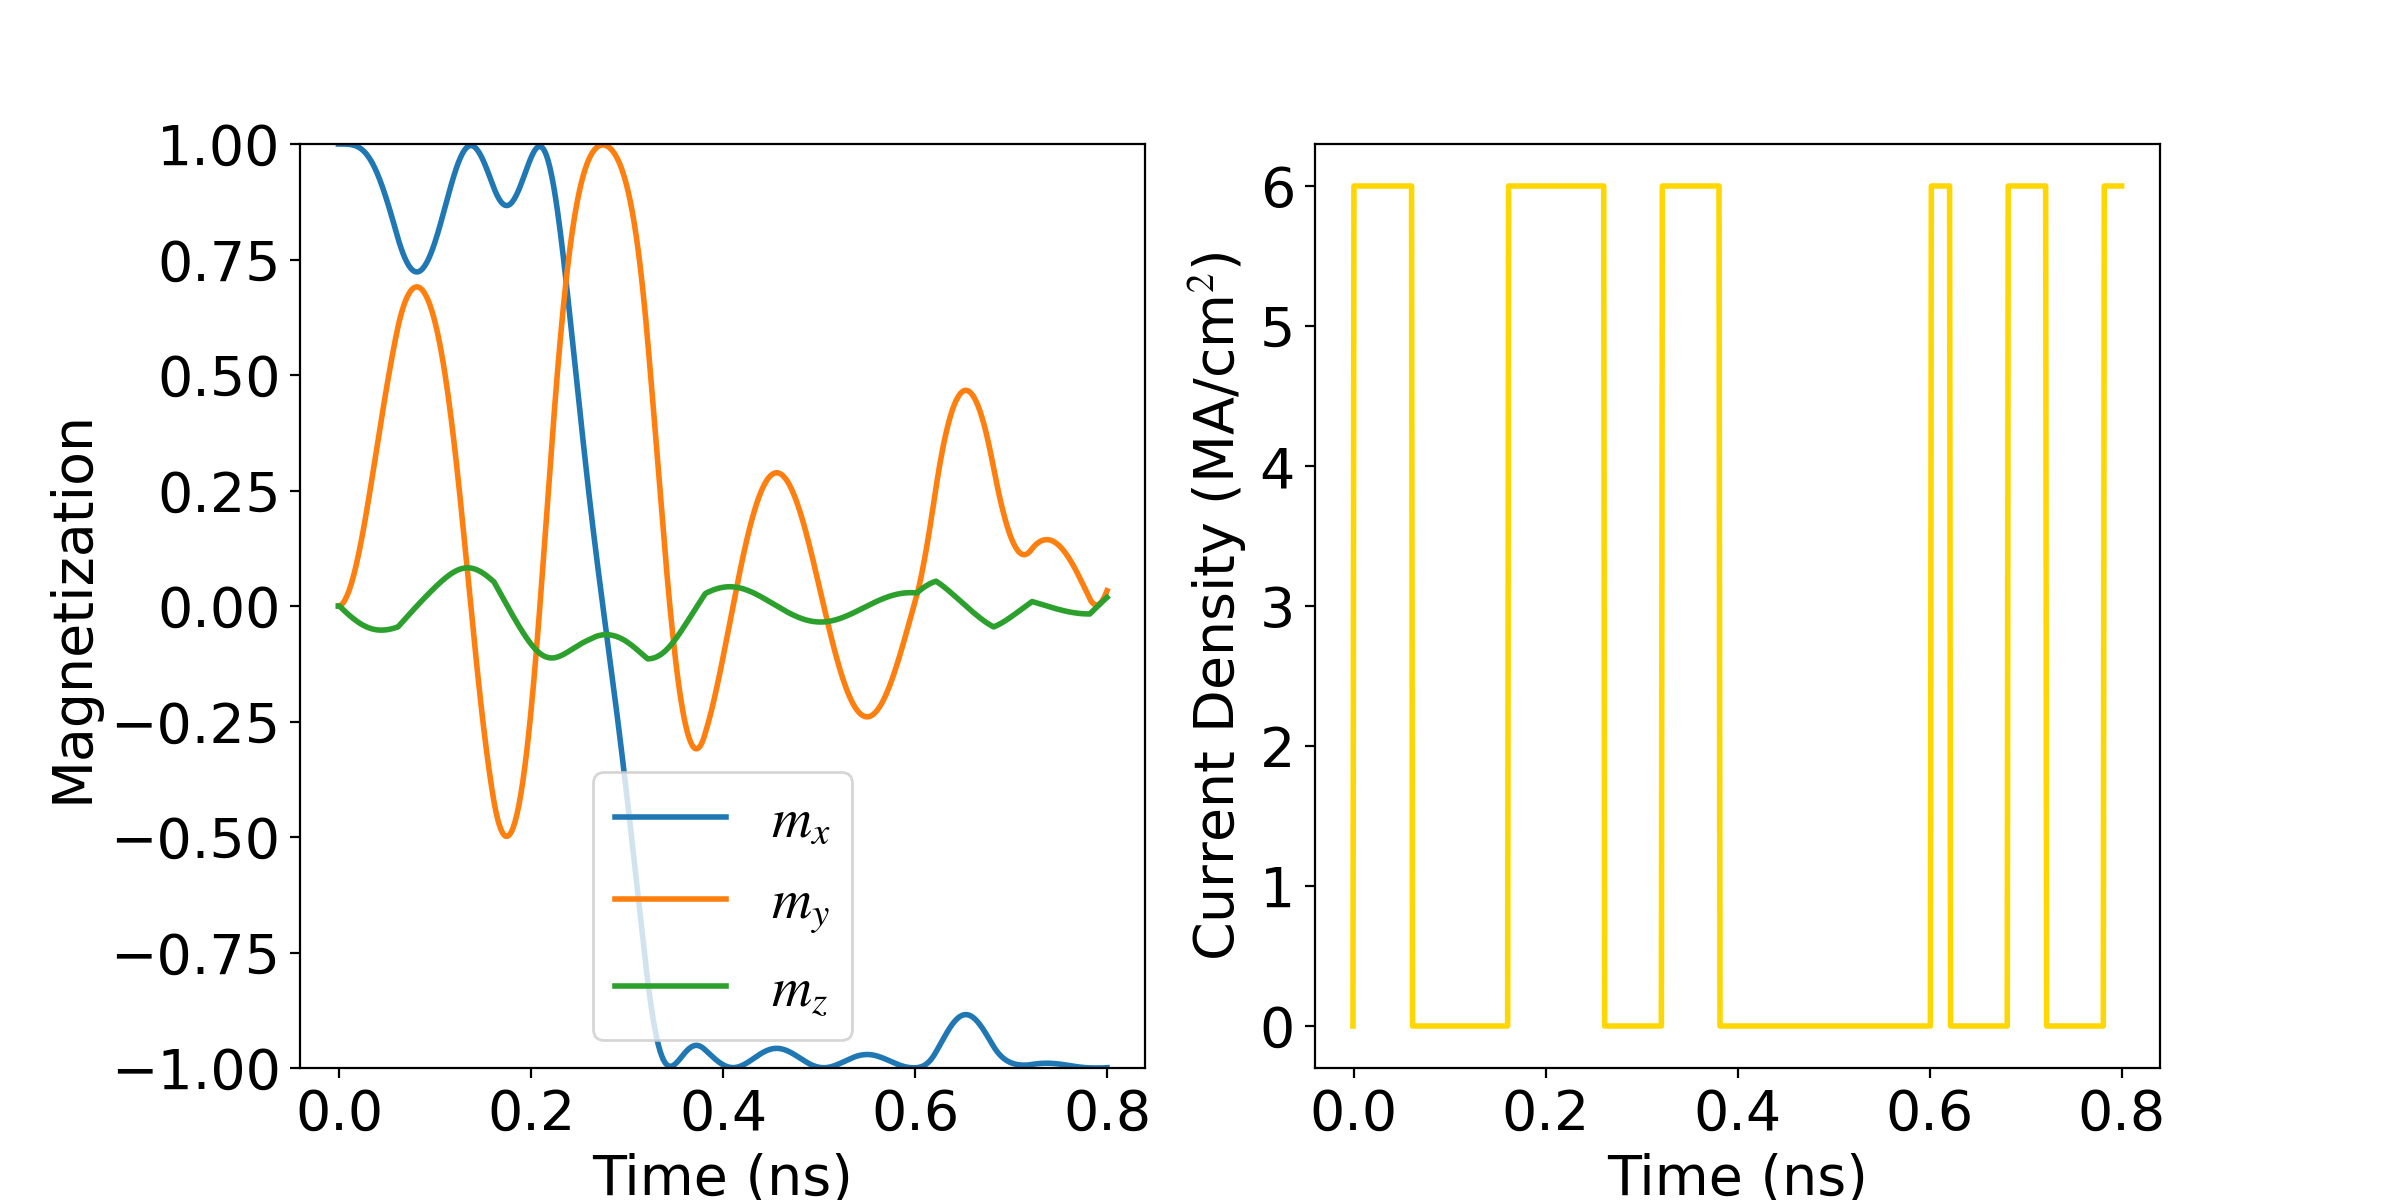 Magnetization
1.00
0.75
0.50
0.25
0.00
−0.25
−0.50
−0.75
−1.00
0.0 0.2 0.4 0.6 0.8
Time (ns)
m_x
m_y
m_z
Current Density (MA/cm²)
6
5
4
3
2
1
0
0.0 0.2 0.4 0.6 0.8
Time (ns)